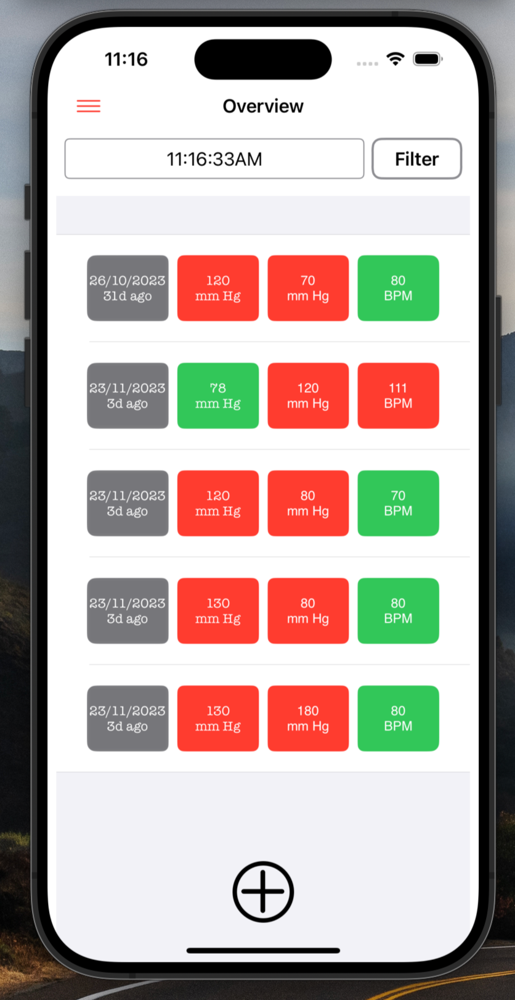 11:16
Overview
11:16:33AM
Filter
26/10/2023
31d ago
120
mm Hg
70
mm Hg
80
BPM
23/11/2023
3d ago
78
mm Hg
120
mm Hg
111
BPM
23/11/2023
3d ago
120
mm Hg
80
mm Hg
70
BPM
23/11/2023
3d ago
130
mm Hg
80
mm Hg
80
BPM
23/11/2023
3d ago
130
mm Hg
180
mm Hg
80
BPM